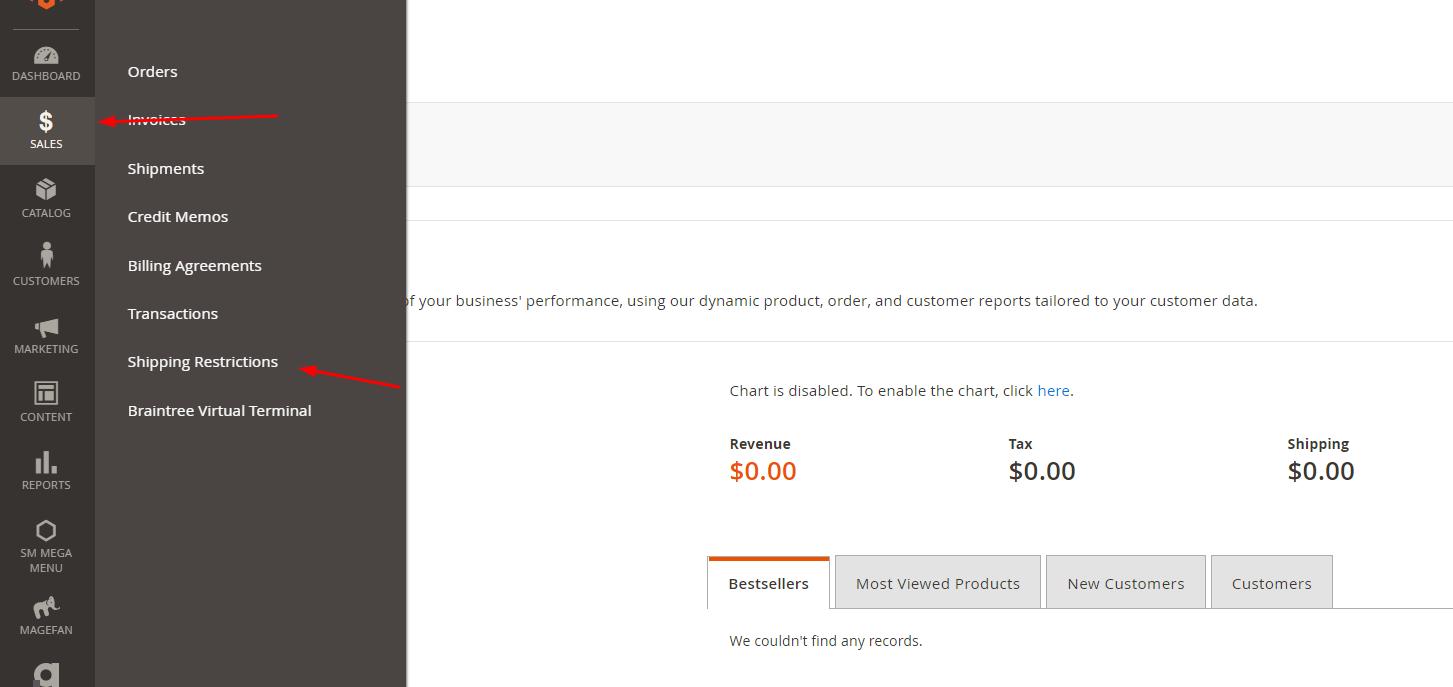 DASHBOARD
SALES
CATALOG
CUSTOMERS
MARKETING
CONTENT
REPORTS
SM MEGA
MENU
MAGEFAN
Orders
Invoices
Shipments
Credit Memos
Billing Agreements
Transactions
Shipping Restrictions
Braintree Virtual Terminal
of your business' performance, using our dynamic product, order, and customer reports tailored to your customer data.
Chart is disabled. To enable the chart, click here.
Revenue Tax Shipping
$0.00 $0.00 $0.00
Bestsellers Most Viewed Products New Customers Customers
We couldn't find any records.